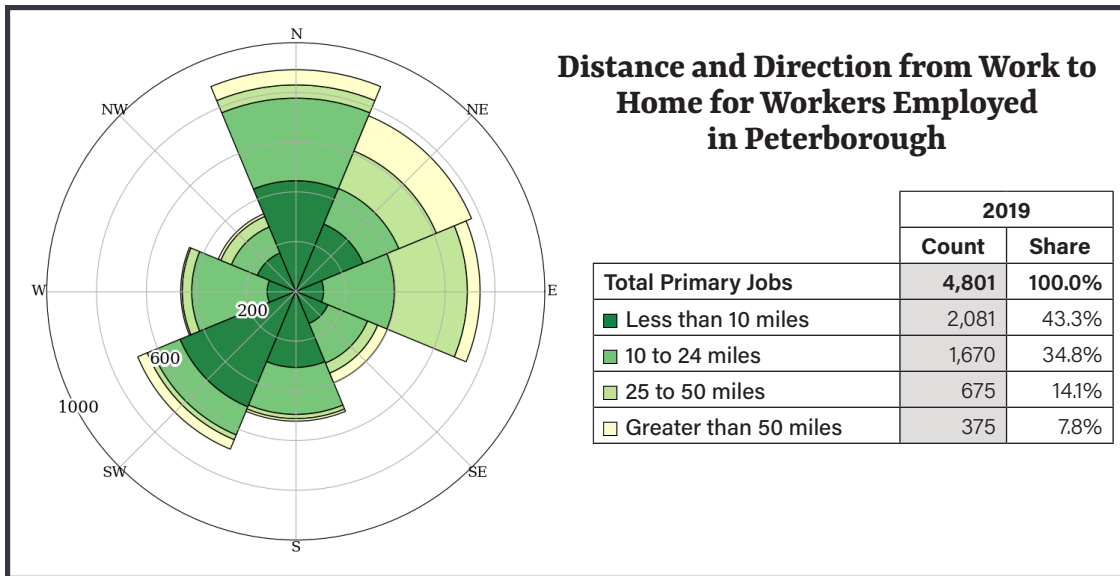 N
NW
NE
W
E
200
600
1000
SW
SE
S
Distance and Direction from Work to
Home for Workers Employed
in Peterborough
2019
Count Share
Total Primary Jobs 4,801 100.0%
Less than 10 miles 2,081 43.3%
10 to 24 miles 1,670 34.8%
25 to 50 miles 675 14.1%
Greater than 50 miles 375 7.8%